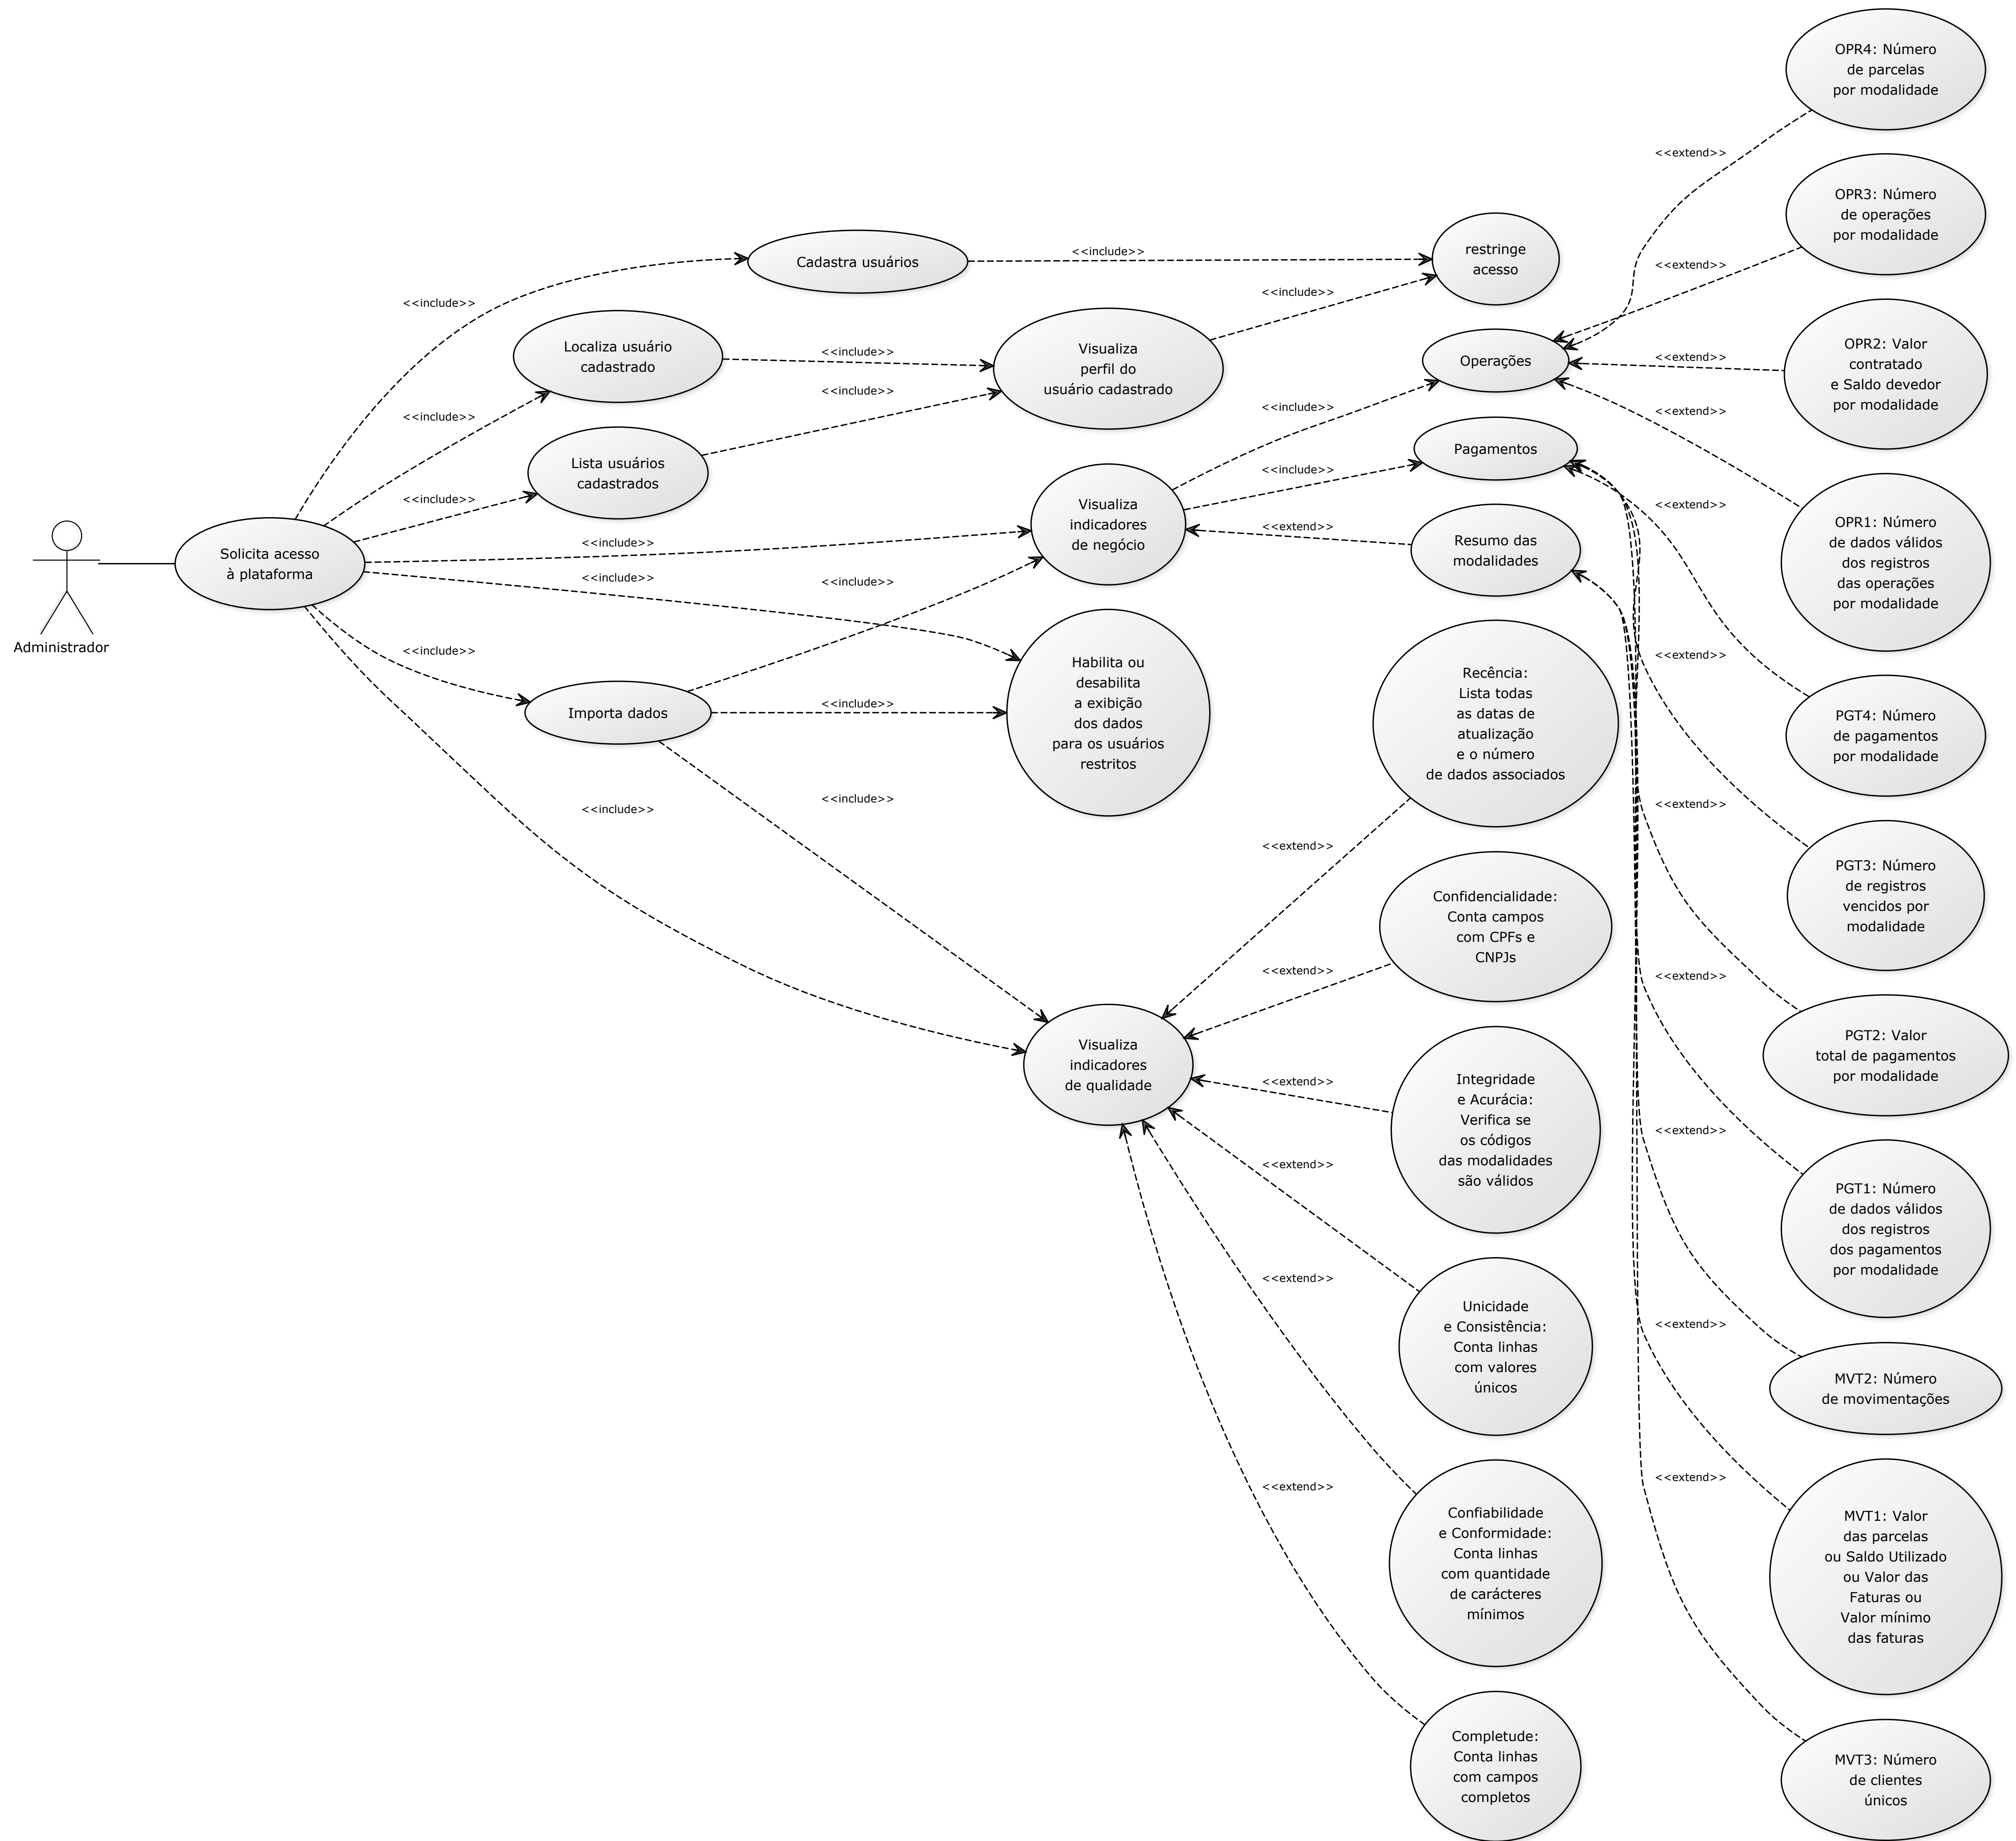 Administrador
Solicita acesso
à plataforma
<<include>>
<<include>>
<<include>>
<<include>>
<<include>>
<<include>>
<<include>>
Cadastra usuários
Localiza usuário
cadastrado
Lista usuários
cadastrados
Importa dados
<<include>>
<<include>>
<<include>>
<<include>>
<<include>>
<<include>>
Visualiza
perfil do
usuário cadastrado
Visualiza
indicadores
de negócio
Habilita ou
desabilita
a exibição
dos dados
para os usuários
restritos
Visualiza
indicadores
de qualidade
<<include>>
<<include>>
<<include>>
<<extend>>
<<extend>>
<<extend>>
<<extend>>
<<extend>>
<<extend>>
<<extend>>
restringe
acesso
Operações
Pagamentos
Resumo das
modalidades
Recência:
Lista todas
as datas de
atualização
e o número
de dados associados
Confidencialidade:
Conta campos
com CPFs e
CNPJs
Integridade
e Acurácia:
Verifica se
os códigos
das modalidades
são válidos
Unicidade
e Consistência:
Conta linhas
com valores
únicos
Confiabilidade
e Conformidade:
Conta linhas
com quantidade
de carácteres
mínimos
Completude:
Conta linhas
com campos
completos
<<extend>>
<<extend>>
<<extend>>
<<extend>>
<<extend>>
<<extend>>
<<extend>>
<<extend>>
<<extend>>
<<extend>>
<<extend>>
OPR4: Número
de parcelas
por modalidade
OPR3: Número
de operações
por modalidade
OPR2: Valor
contratado
e Saldo devedor
por modalidade
OPR1: Número
de dados válidos
dos registros
das operações
por modalidade
PGT4: Número
de pagamentos
por modalidade
PGT3: Número
de registros
vencidos por
modalidade
PGT2: Valor
total de pagamentos
por modalidade
PGT1: Número
de dados válidos
dos registros
dos pagamentos
por modalidade
MVT2: Número
de movimentações
MVT1: Valor
das parcelas
ou Saldo Utilizado
ou Valor das
Faturas ou
Valor mínimo
das faturas
MVT3: Número
de clientes
únicos